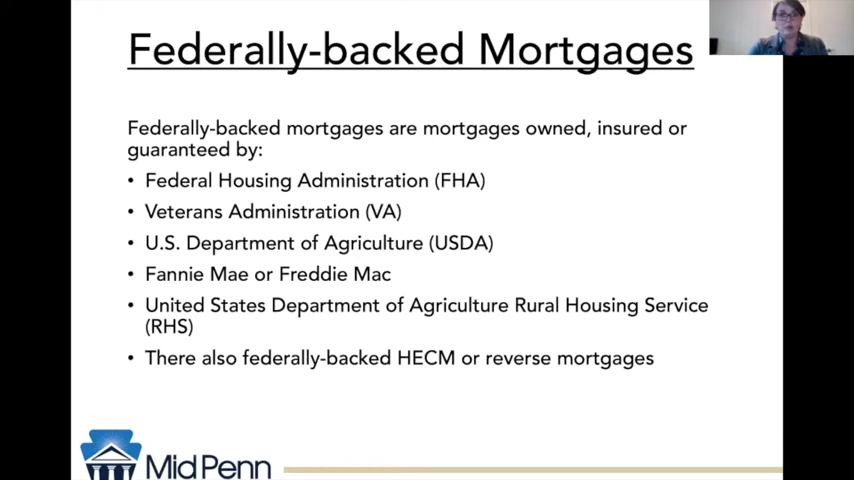 Federally-backed Mortgages
Federally-backed mortgages are mortgages owned, insured or
guaranteed by:
• Federal Housing Administration (FHA)
• Veterans Administration (VA)
• U.S. Department of Agriculture (USDA)
• Fannie Mae or Freddie Mac
• United States Department of Agriculture Rural Housing Service
(RHS)
• There also federally-backed HECM or reverse mortgages
MidPenn